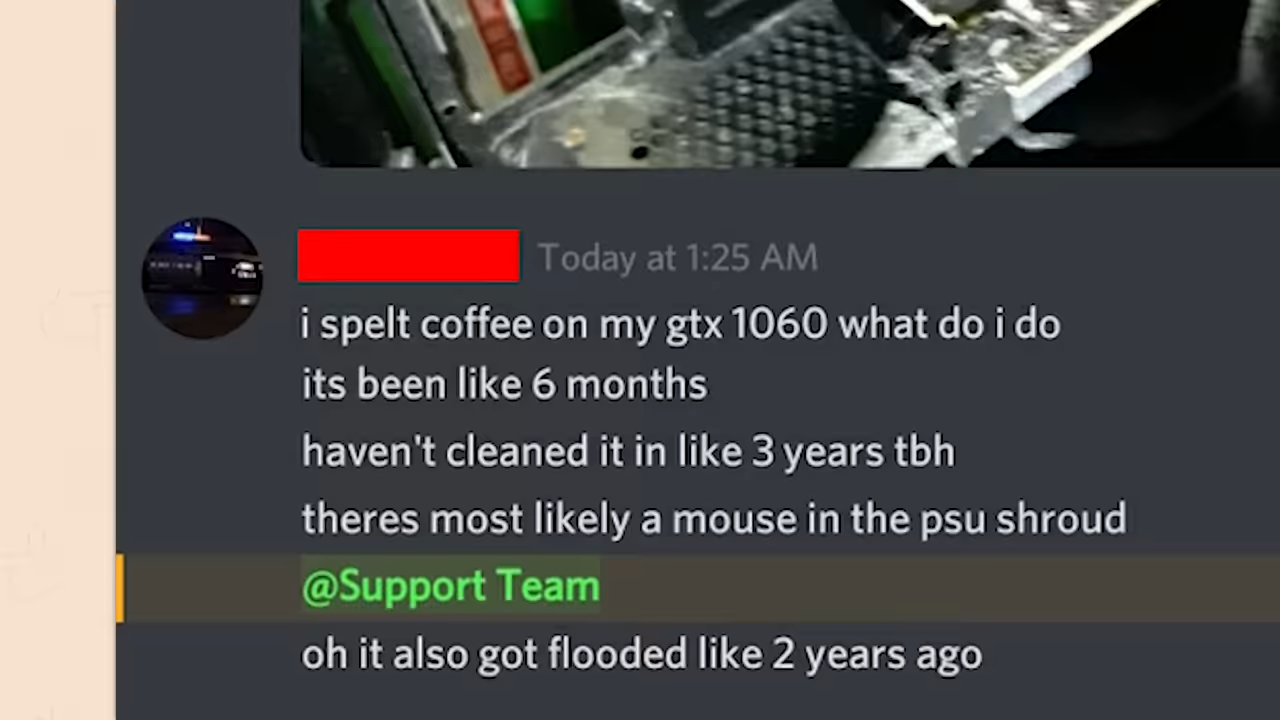 Today at 1:25 AM
i spelt coffee on my gtx 1060 what do i do
its been like 6 months
haven't cleaned it in like 3 years tbh
theres most likely a mouse in the psu shroud
@Support Team
oh it also got flooded like 2 years ago